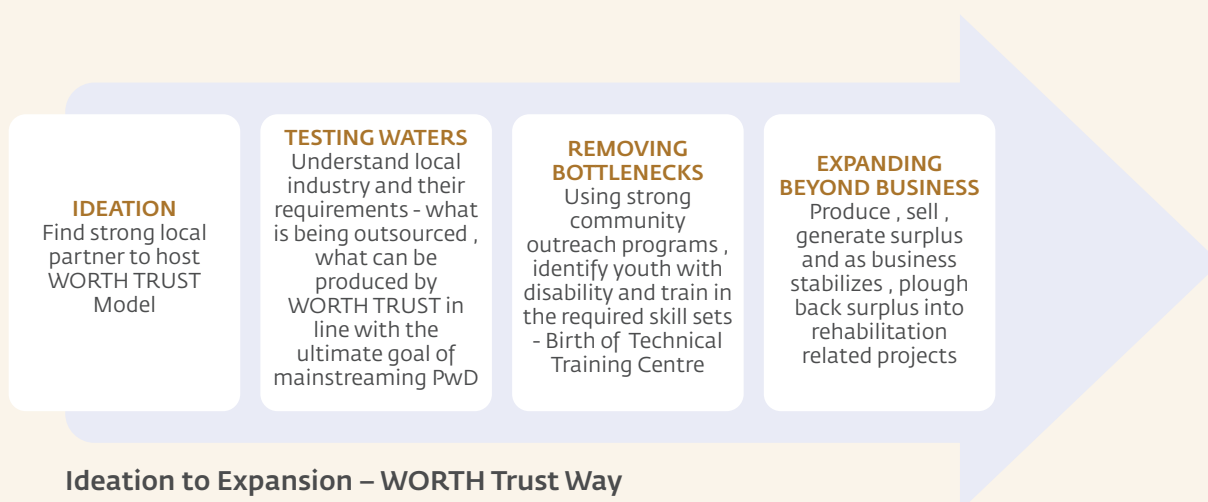 IDEATION
Find strong local
partner to host
WORTH TRUST
Model
TESTING WATERS
Understand local
industry and their
requirements - what
is being outsourced ,
what can be
produced by
WORTH TRUST in
line with the
ultimate goal of
mainstreaming PwD
REMOVING
BOTTLENECKS
Using strong
community
outreach programs ,
identify youth with
disability and train in
the required skill sets
- Birth of Technical
Training Centre
EXPANDING
BEYOND BUSINESS
Produce , sell ,
generate surplus
and as business
stabilizes , plough
back surplus into
rehabilitation
related projects
Ideation to Expansion – WORTH Trust Way